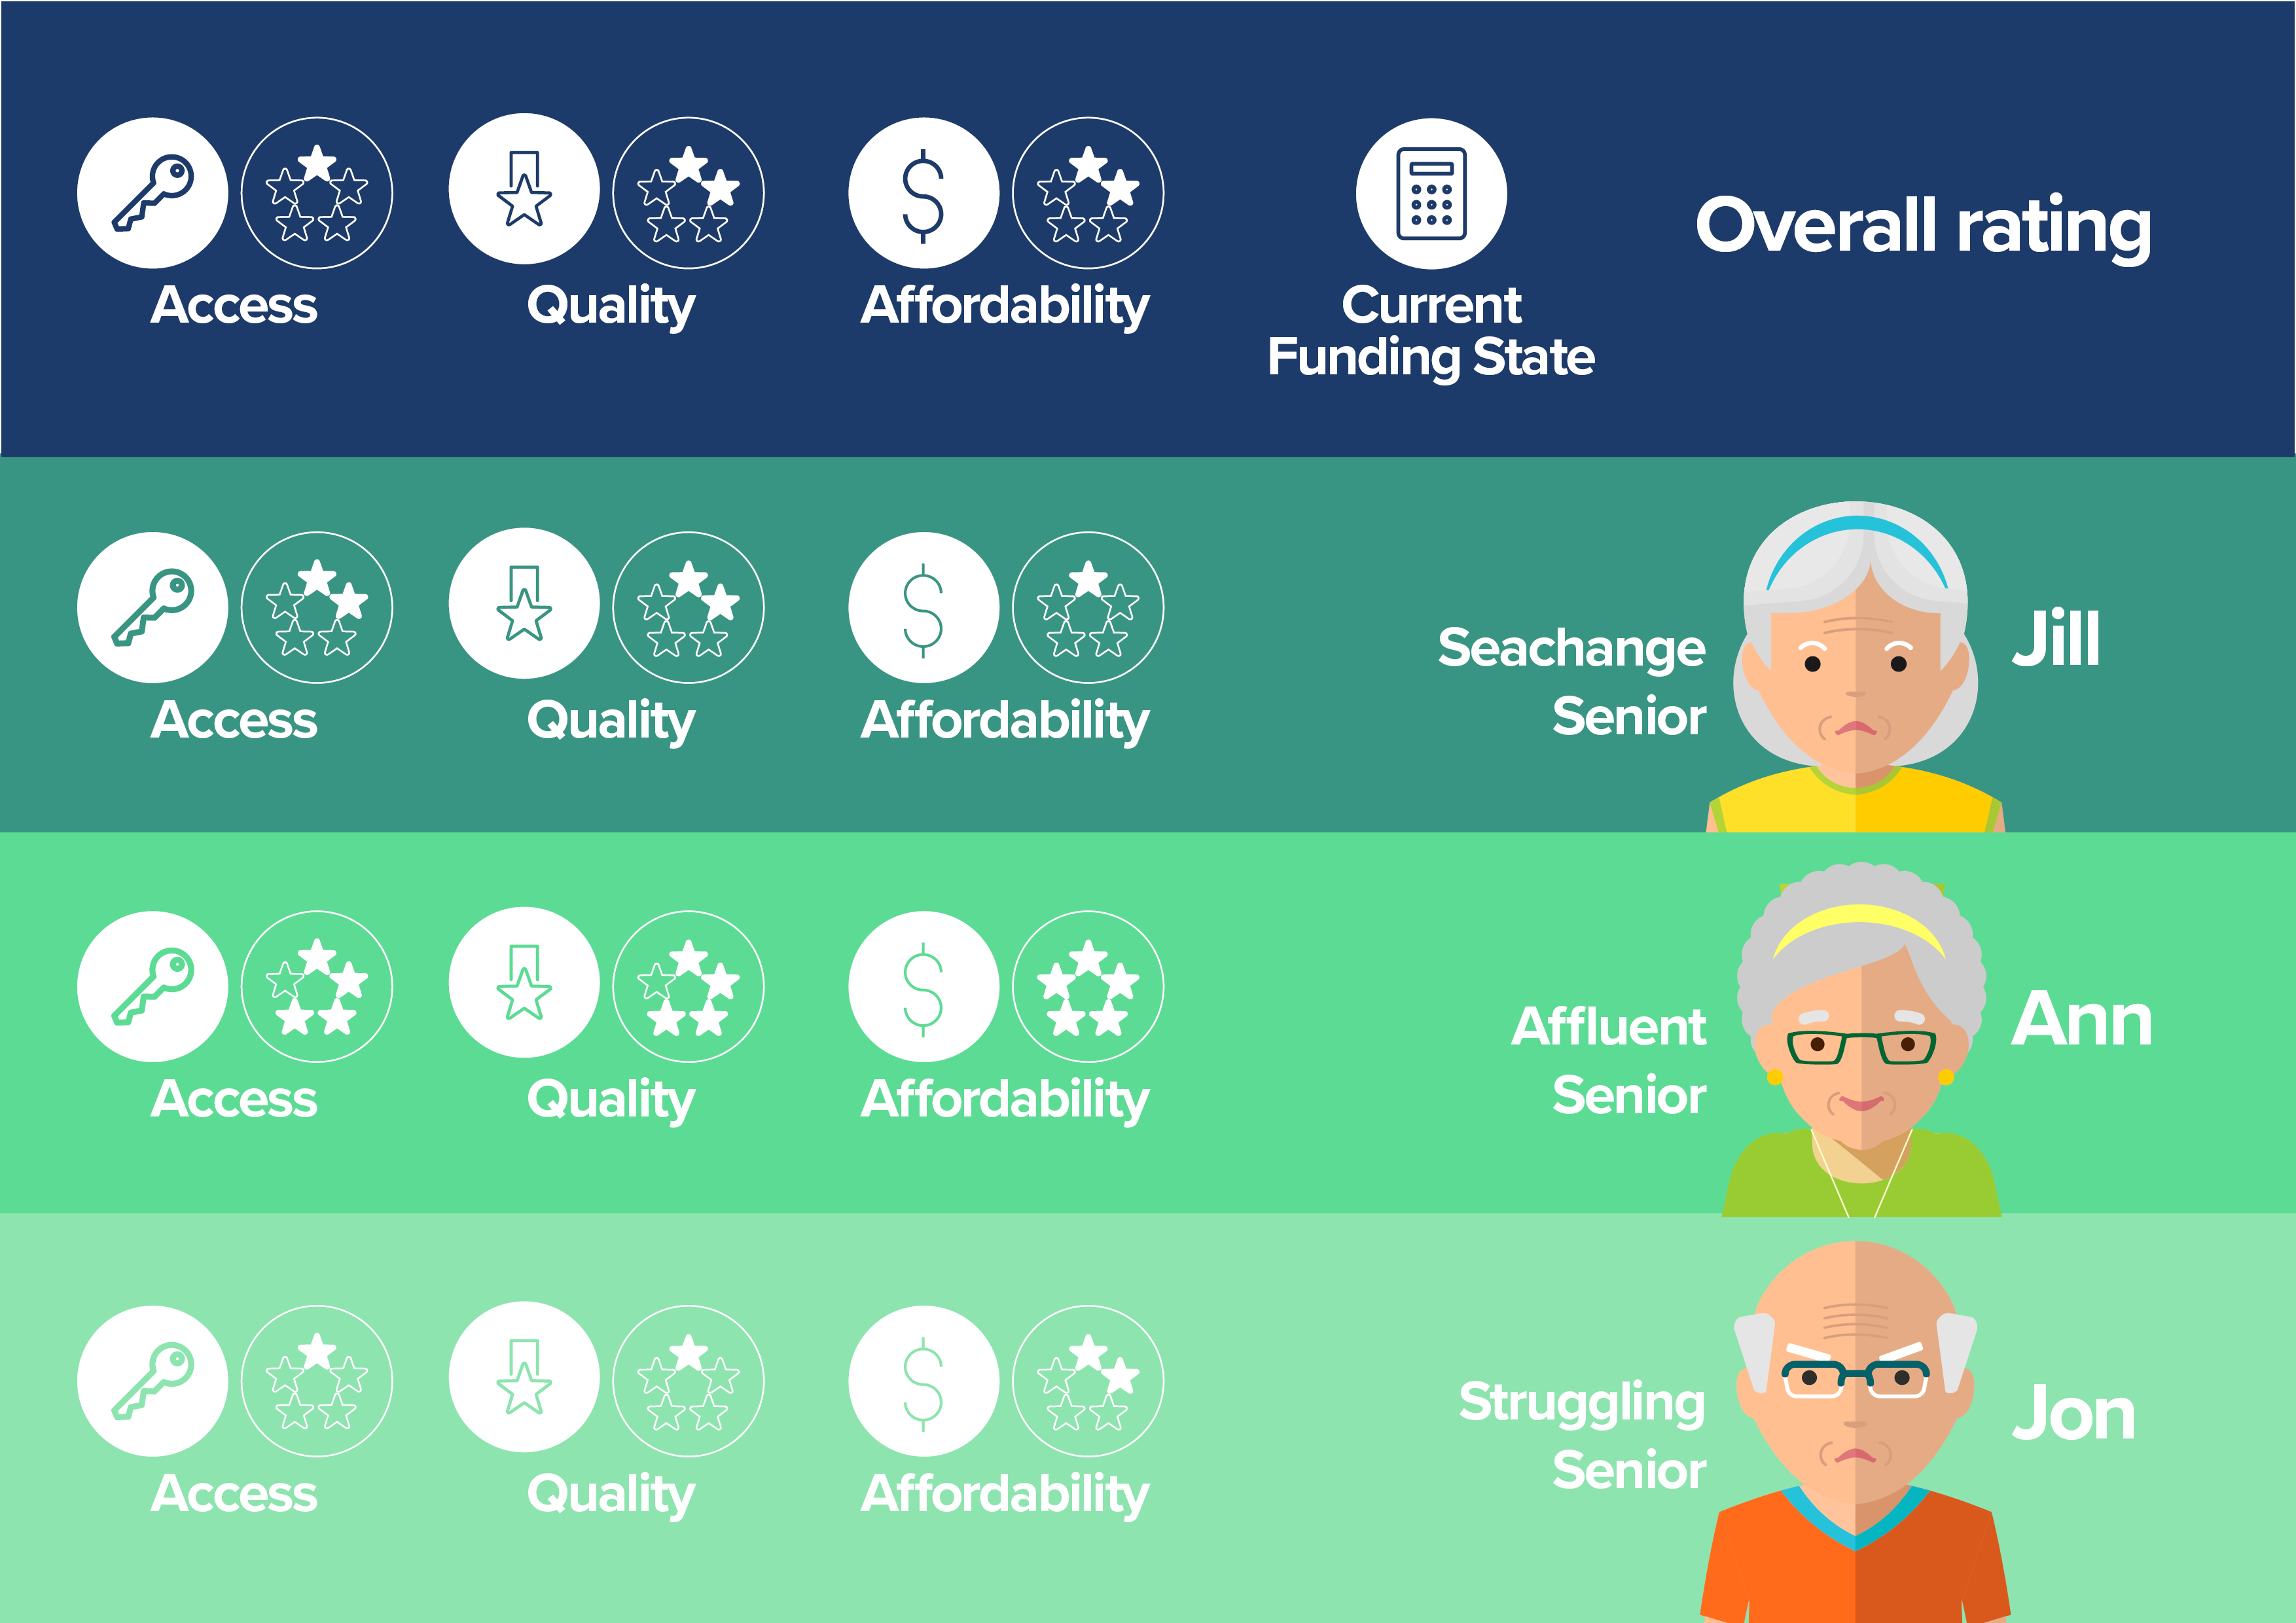 Access
Quality
Affordability
Current
Funding State
Overall rating
Access
Quality
Affordability
Seachange
Senior
Jill
Access
Quality
Affordability
Affluent
Senior
Ann
Access
Quality
Affordability
Struggling
Senior
Jon